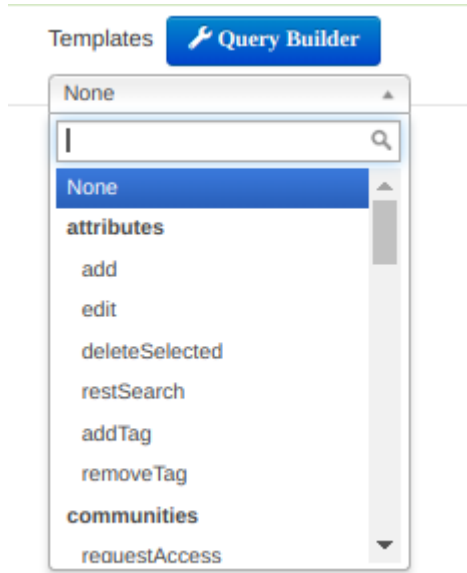 Templates Query Builder
None
None
attributes
add
edit
deleteSelected
restSearch
addTag
removeTag
communities
requestAccess